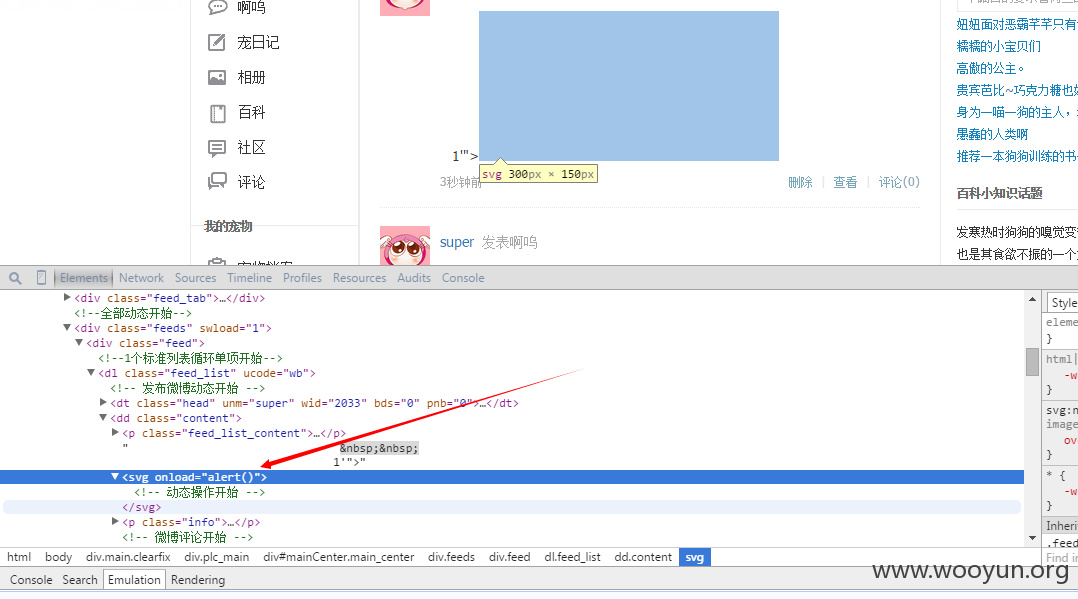 啊呜
宠日记
相册
百科
社区
评论
我的宠物
1'">
svg 300px × 150px
3秒钟前
删除 | 查看 | 评论(0)
super 发表啊呜
妞妞面对恶霸芊芊只有
糯糯的小宝贝们
高傲的公主。
贵宾芭比~巧克力糖也
身为一喵一狗的主人,
愚蠢的人类啊
推荐一本狗狗训练的书
百科小知识话题
发寒热时狗狗的嗅觉变
也是其食欲不振的一个
Elements Network Sources Timeline Profiles Resources Audits Console
▶<div class="feed_tab">…</div>
<!--全部动态开始-->
▼<div class="feeds" swload="1">
▼<div class="feed">
<!--1个标准列表循环单项开始-->
▼<dl class="feed_list" ucode="wb">
<!-- 发布微博动态开始 -->
▶<dt class="head" unm="super" wid="2033" bds="0" pnb="0">…</dt>
▼<dd class="content">
▶<p class="feed_list_content">…</p>
" &nbsp;&nbsp;
1'">"
▼<svg onload="alert()">
<!-- 动态操作开始 -->
</svg>
▶<p class="info">…</p>
<!-- 微博评论开始 -->
html body div.main.clearfix div.plc_main div#mainCenter.main_center div.feeds div.feed dl.feed_list dd.content svg
Console Search Emulation Rendering
Style
eleme
}
html|
-w
}
svg:n
image
ov
}
* {
-w
}
Inheri
.feed
Find in
www.wooyun.org